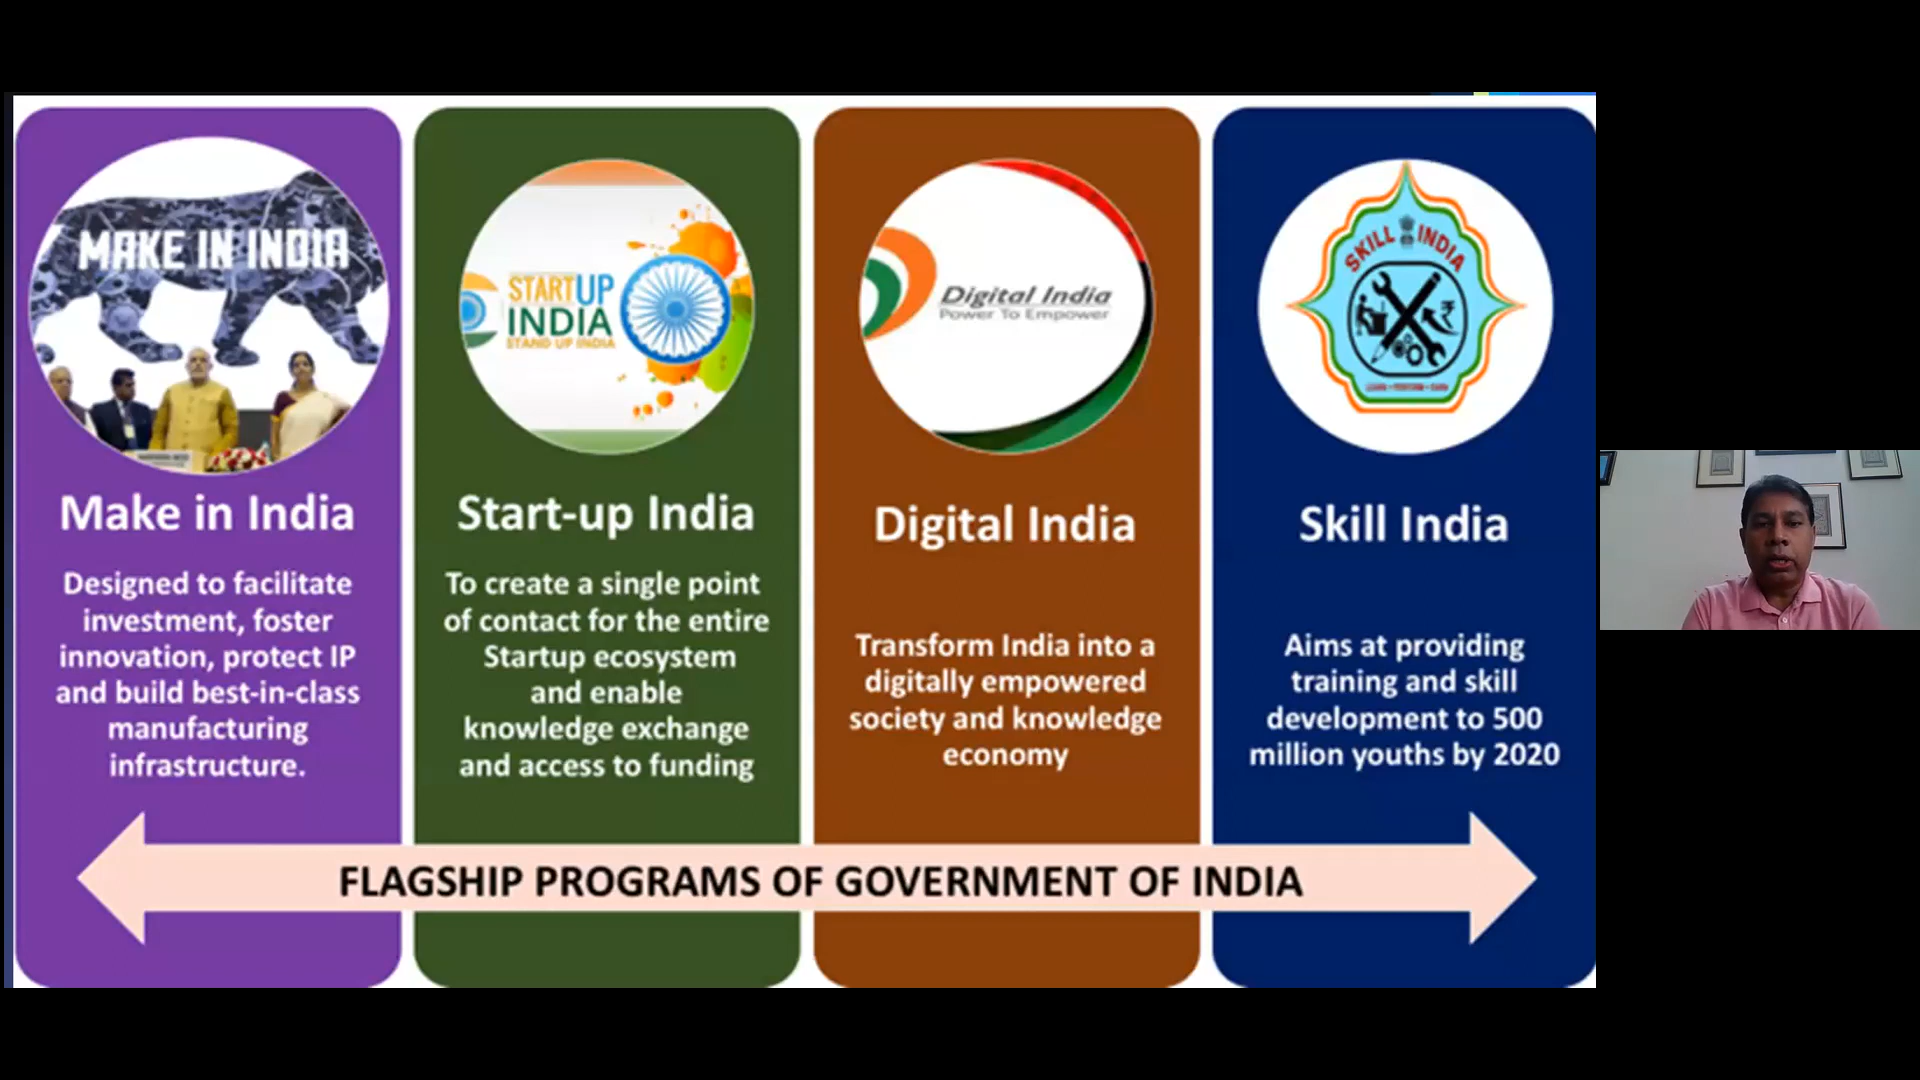 MAKE IN INDIA
Make in India
Designed to facilitate
investment, foster
innovation, protect IP
and build best-in-class
manufacturing
infrastructure.
STARTUP
INDIA
STAND UP INDIA
Start-up India
To create a single point
of contact for the entire
Startup ecosystem
and enable
knowledge exchange
and access to funding
Digital India
Power To Empower
Digital India
Transform India into a
digitally empowered
society and knowledge
economy
SKILL INDIA
Skill India
Aims at providing
training and skill
development to 500
million youths by 2020
FLAGSHIP PROGRAMS OF GOVERNMENT OF INDIA